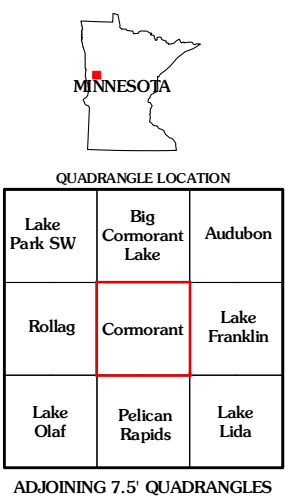 MINNESOTA
QUADRANGLE LOCATION
Lake
Park SW
Big
Cormorant
Lake
Audubon
Rollag
Cormorant
Lake
Franklin
Lake
Olaf
Pelican
Rapids
Lake
Lida
ADJOINING 7.5' QUADRANGLES